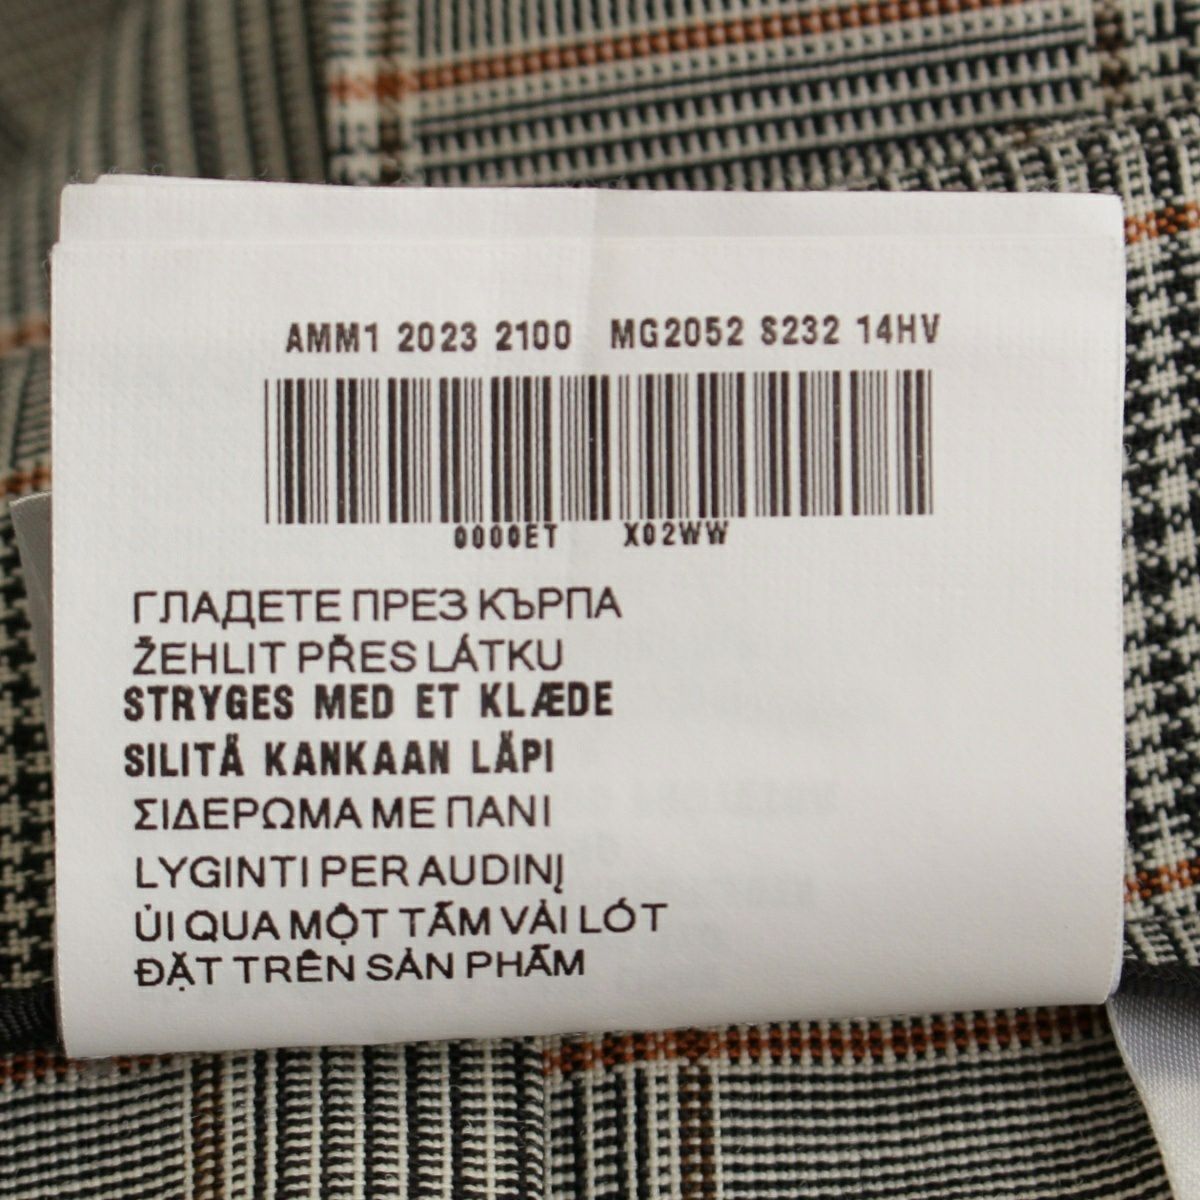 AMM1 2023 2100 MG2052 S232 14HV
0000ET X02WW
ГЛАДЕТЕ ПРЕЗ КЪРПА
ŽEHLIT PŘES LÁTKU
STRYGES MED ET KLÆDE
SILITÄ KANKAAN LÄPI
ΣΙΔΕΡΩΜΑ ΜΕ ΠΑΝΙ
LYGINTI PER AUDINĮ
ỦI QUA MỘT TẤM VẢI LÓT
ĐẶT TRÊN SẢN PHẨM